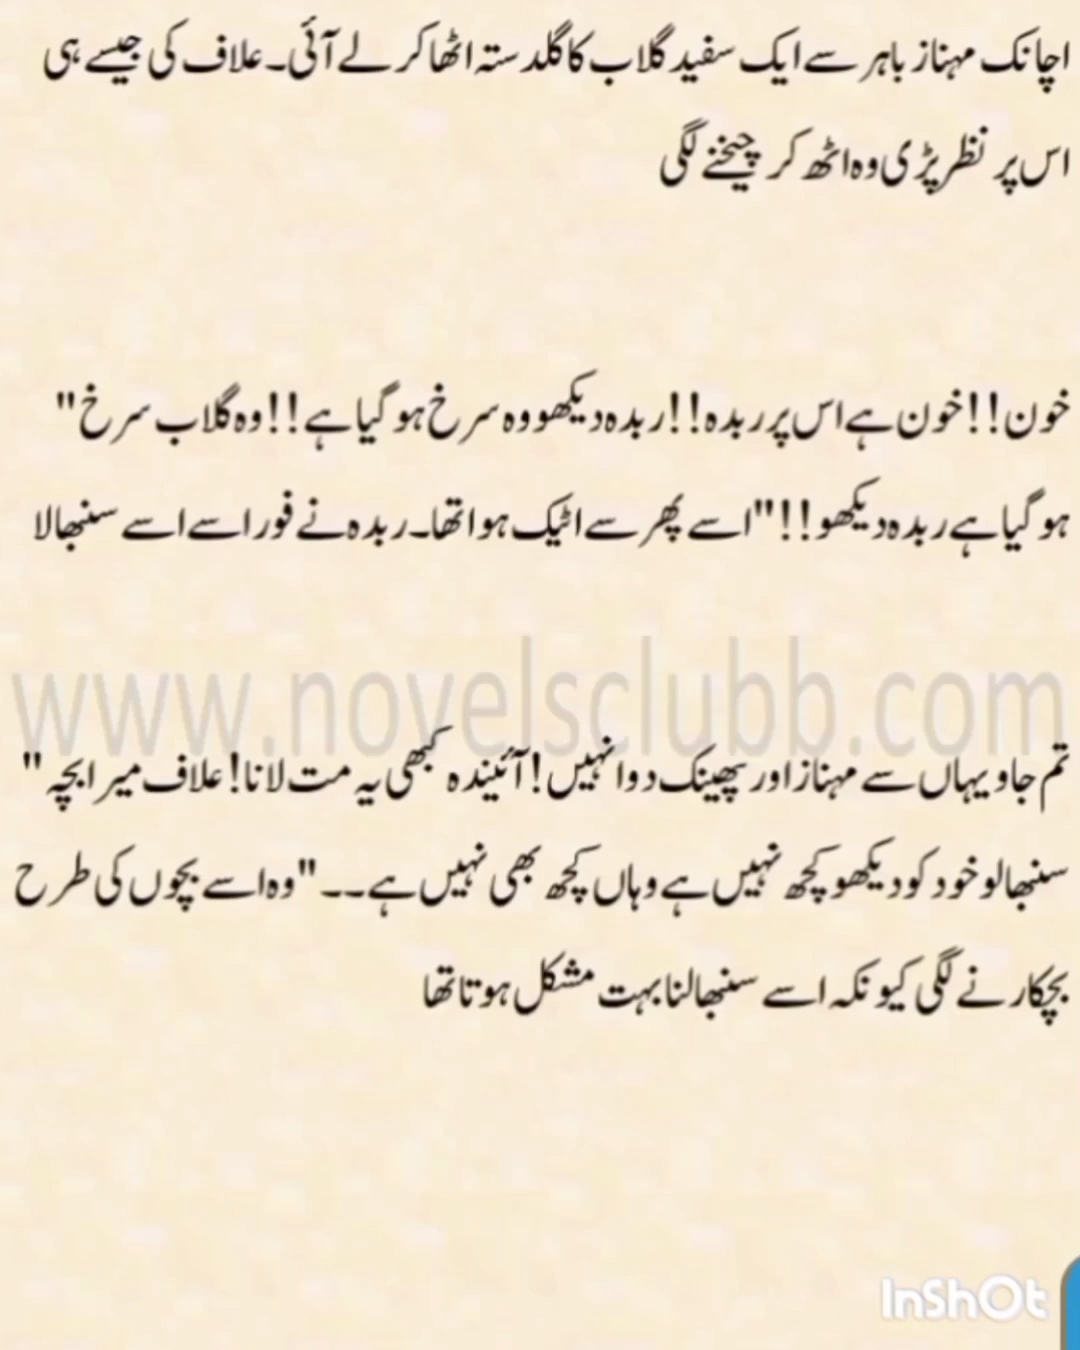 اچانک مہناز باہر سے ایک سفید گلاب کا گلدستہ اٹھا کر لے آئی۔ علاف کی جیسے ہی
اس پر نظر پڑی وہ اٹھ کر چیخنے لگی
خون!! خون ہے اس پر ربدہ!! ربدہ دیکھو وہ سرخ ہو گیا ہے!! وہ گلاب سرخ"
ہو گیا ہے ربدہ دیکھو!!" اسے پھر سے اٹیک ہوا تھا۔ ربدہ نے فورا سے اسے سنبھالا
www.novelsclubb.com
تم جاو یہاں سے مہناز اور پھینک دو انہیں! آئیندہ کبھی یہ مت لانا! علاف میرا بچہ"
سنبھالو خود کو دیکھو کچھ نہیں ہے وہاں کچھ بھی نہیں ہے۔۔" وہ اسے بچوں کی طرح
بچکارنے لگی کیونکہ اسے سنبھالنا بہت مشکل ہوتا تھا
InShOt